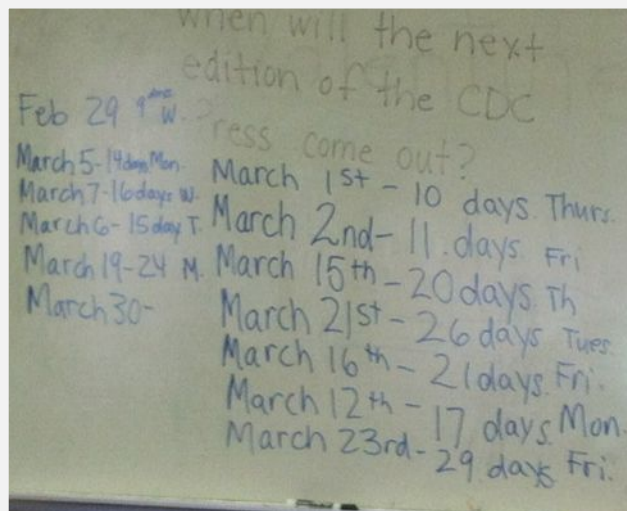 when will the next
edition of the CDC
ress come out?
Feb 29 9 days W.
March 5-14 days Mon.
March 7-16 days W.
March 6-15 day T.
March 19-24 M.
March 30-
March 1st - 10 days Thurs.
March 2nd - 11 days Fri
March 15th - 20 days Th
March 21st - 26 days Tues.
March 16th - 21 days Fri.
March 12th - 17 days Mon.
March 23rd - 29 days Fri.